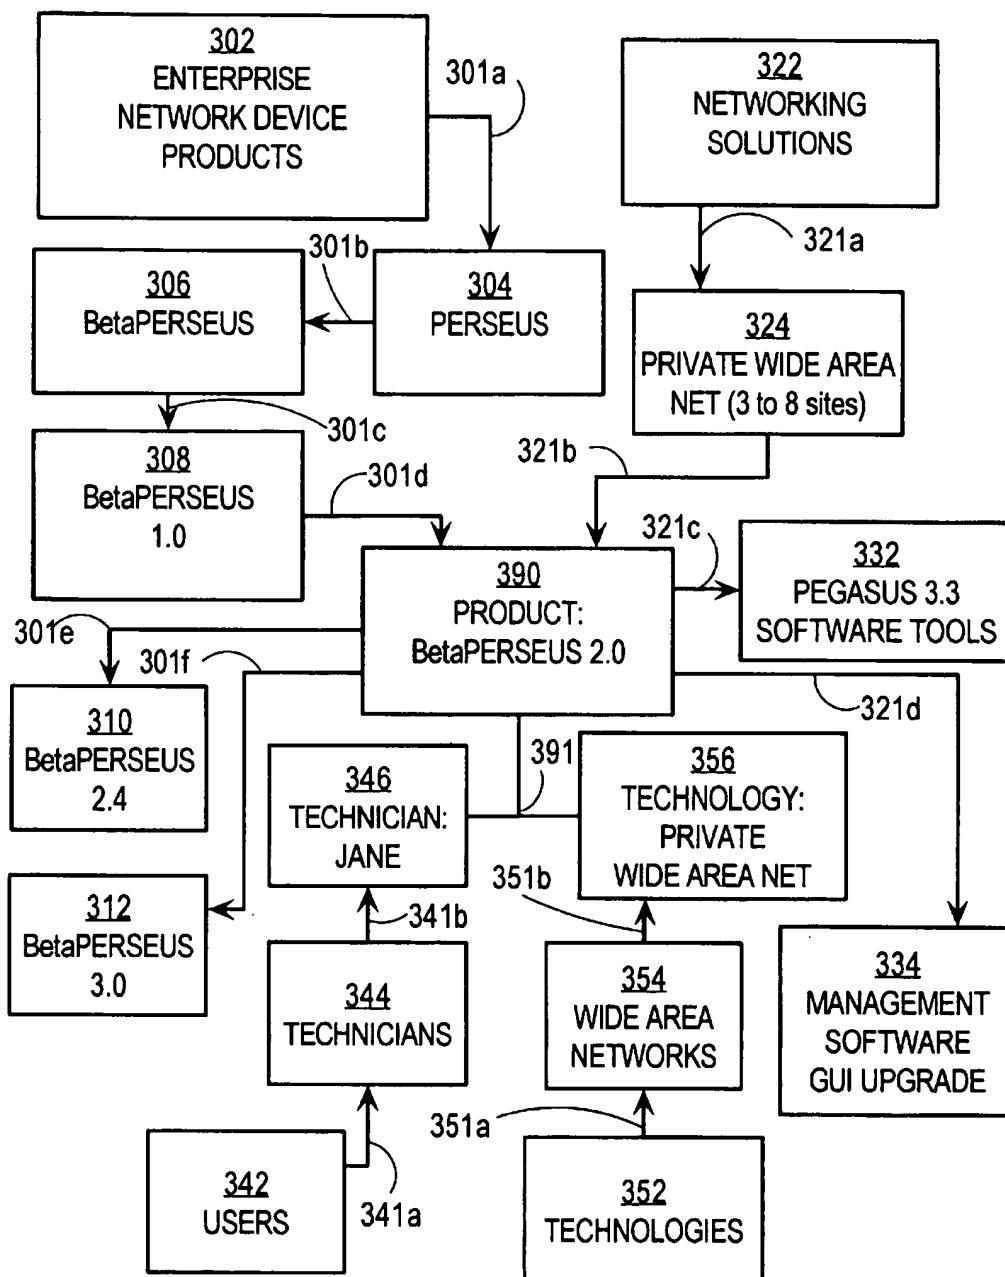 302
ENTERPRISE
NETWORK DEVICE
PRODUCTS
301a
322
NETWORKING
SOLUTIONS
321a
301b
306
BetaPERSEUS
304
PERSEUS
324
PRIVATE WIDE AREA
NET (3 to 8 sites)
301c
308
BetaPERSEUS
1.0
301d
321b
321c
390
PRODUCT:
BetaPERSEUS 2.0
332
PEGASUS 3.3
SOFTWARE TOOLS
301e
301f
321d
310
BetaPERSEUS
2.4
391
346
TECHNICIAN:
JANE
356
TECHNOLOGY:
PRIVATE
WIDE AREA NET
312
BetaPERSEUS
3.0
341b
351b
344
TECHNICIANS
354
WIDE AREA
NETWORKS
334
MANAGEMENT
SOFTWARE
GUI UPGRADE
341a
351a
342
USERS
352
TECHNOLOGIES